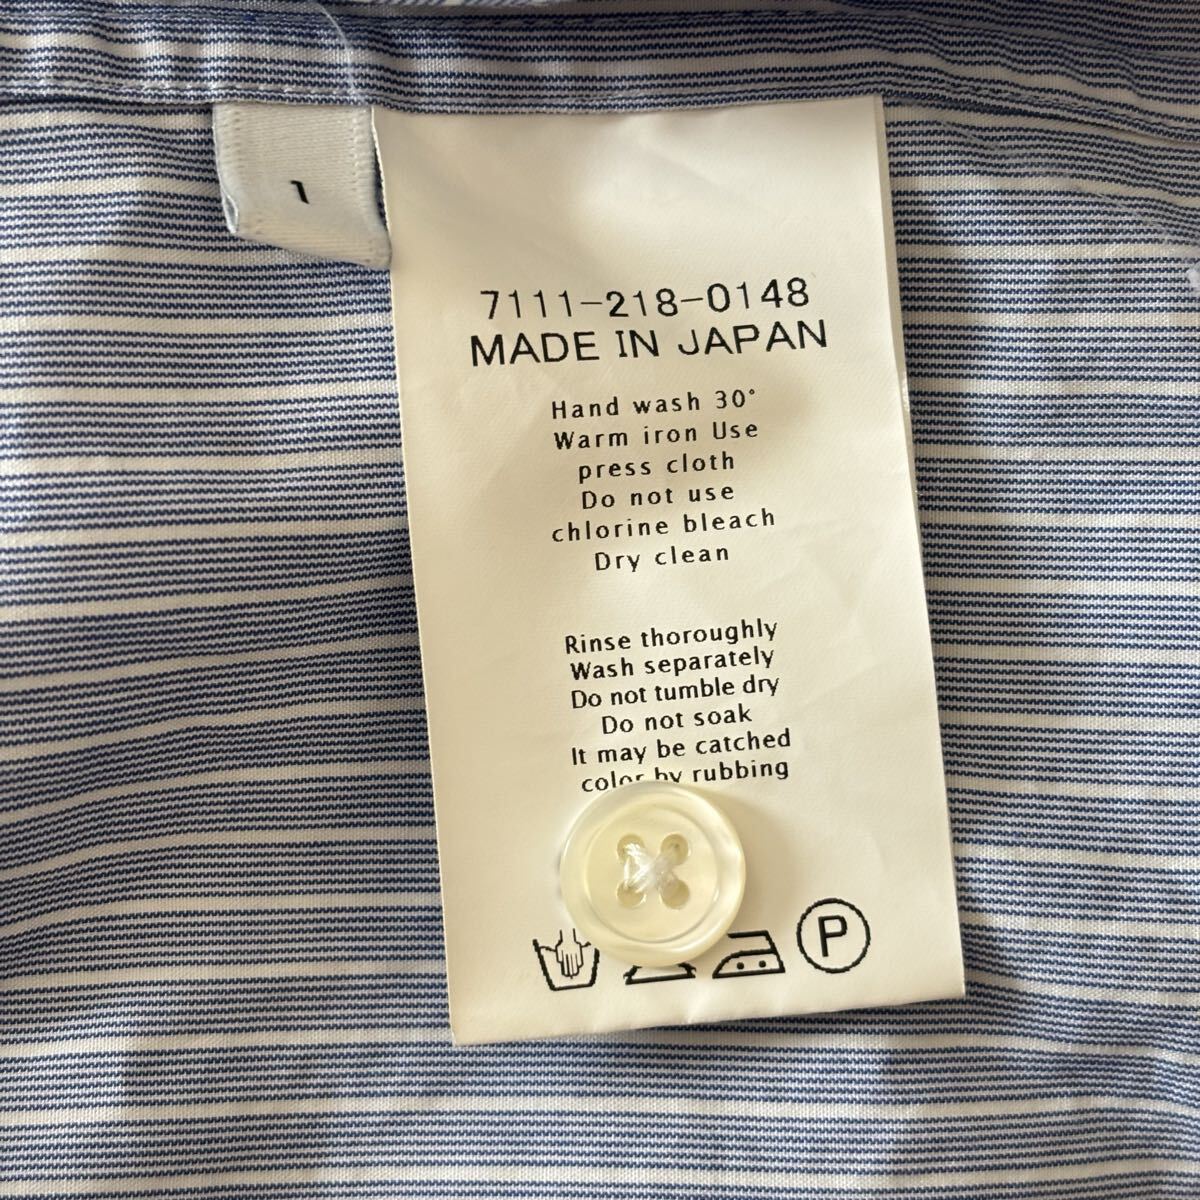 1
7111-218-0148
MADE IN JAPAN
Hand wash 30°
Warm iron Use
press cloth
Do not use
chlorine bleach
Dry clean
Rinse thoroughly
Wash separately
Do not tumble dry
Do not soak
It may be catched
color by rubbing
P